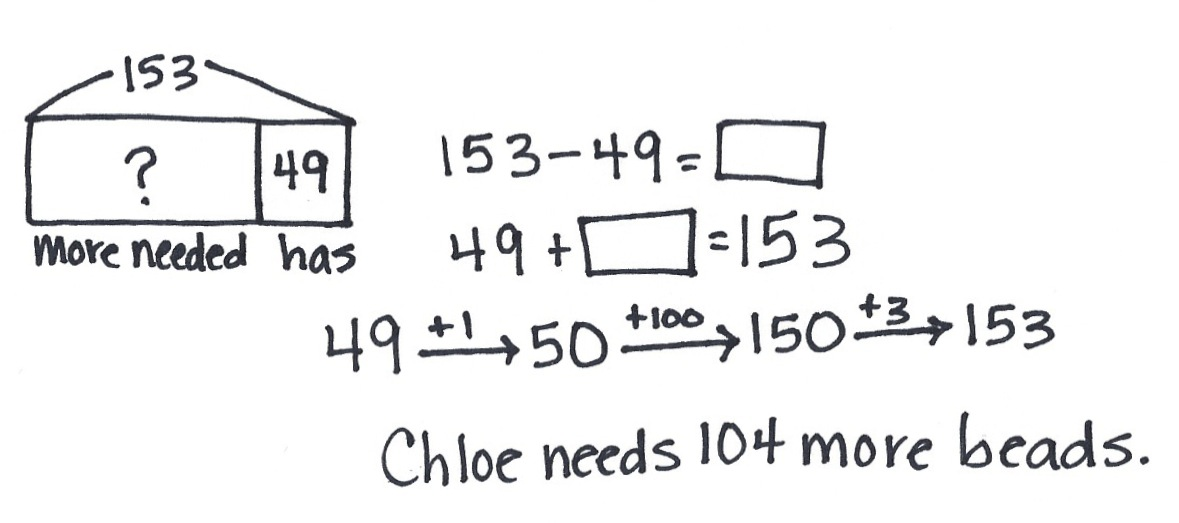 153
? 49
more needed has
153-49=
49+ =153
49 +1 50 +100 150 +3 153
Chloe needs 104 more beads.